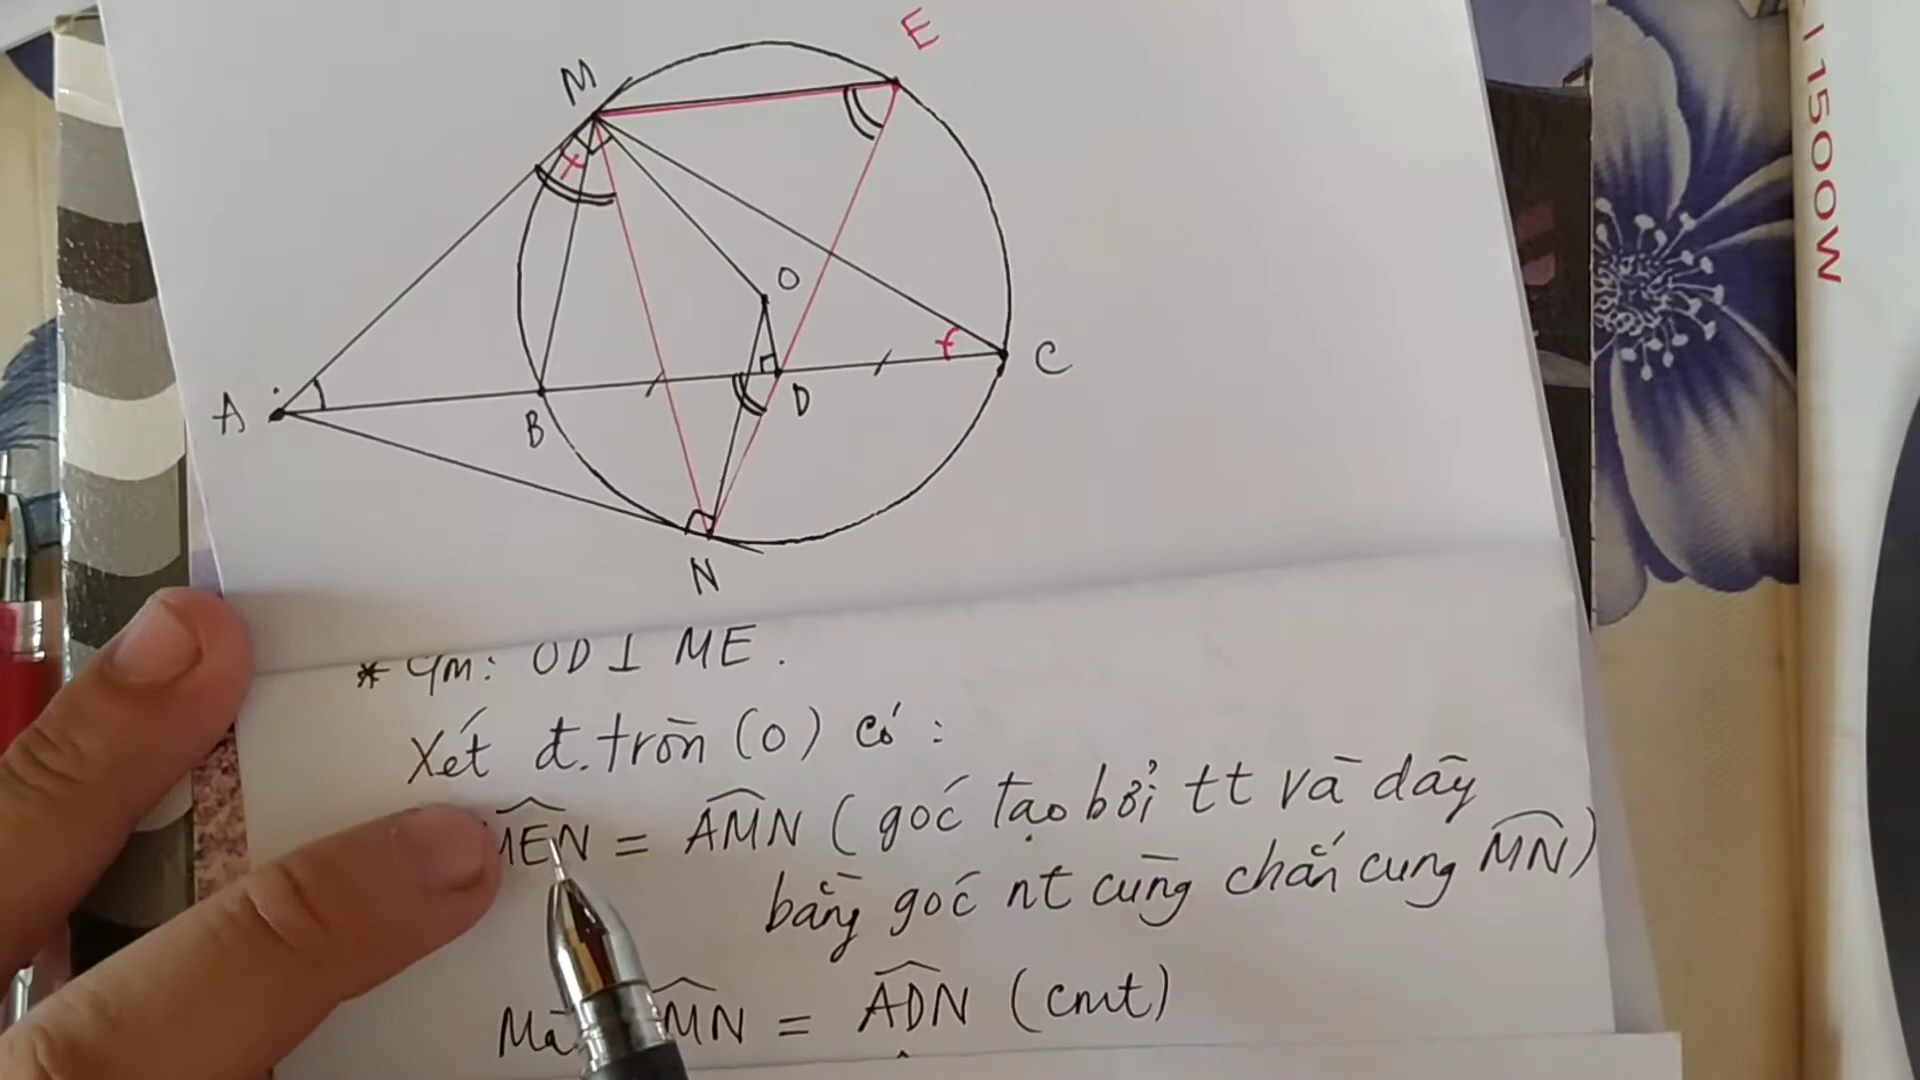 E
M
O
A
B
D
C
N
* Cm: OD ⊥ ME.
Xét đ.tròn (O) có:
MEN = AMN (góc tạo bởi tt và dây
bằng góc nt cùng chắn cung MN)
Mà MN = ADN (cmt)
1500W